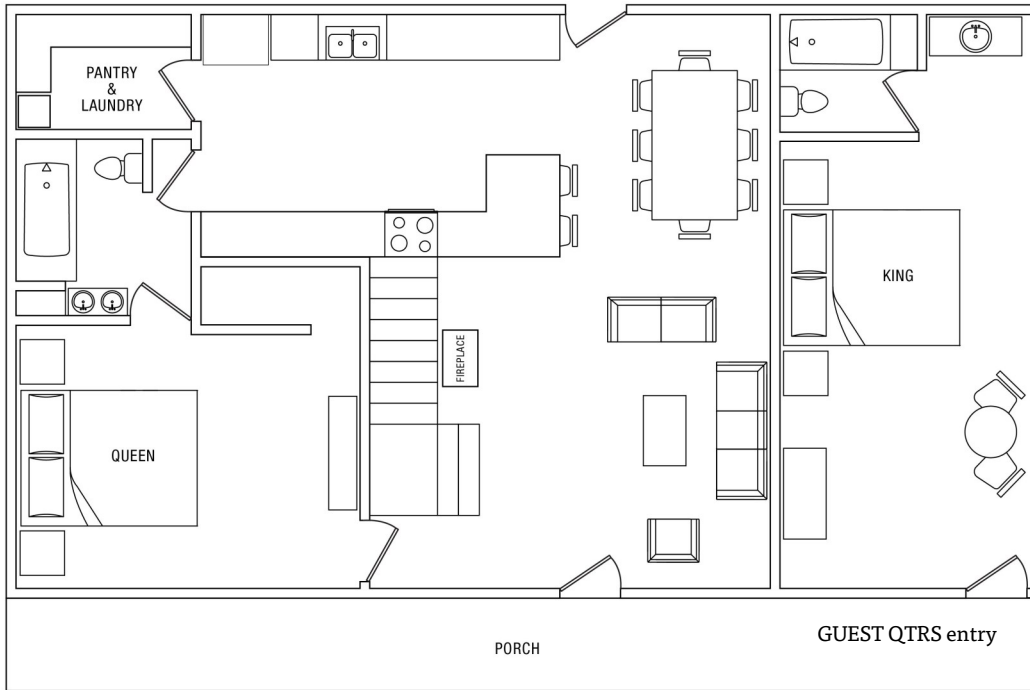 PANTRY
&
LAUNDRY
KING
FIREPLACE
QUEEN
GUEST QTRS entry
PORCH